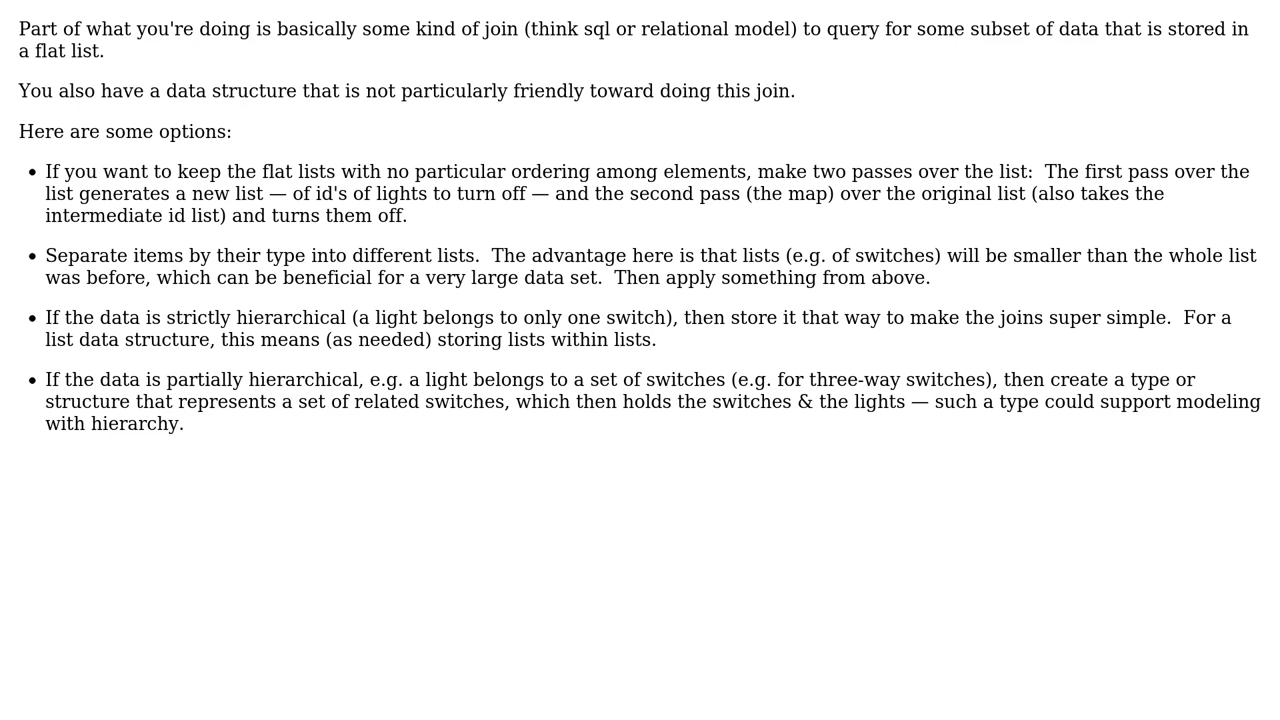 Part of what you're doing is basically some kind of join (think sql or relational model) to query for some subset of data that is stored in
a flat list.
You also have a data structure that is not particularly friendly toward doing this join.
Here are some options:
• If you want to keep the flat lists with no particular ordering among elements, make two passes over the list:  The first pass over the
list generates a new list — of id's of lights to turn off — and the second pass (the map) over the original list (also takes the
intermediate id list) and turns them off.
• Separate items by their type into different lists.  The advantage here is that lists (e.g. of switches) will be smaller than the whole list
was before, which can be beneficial for a very large data set.  Then apply something from above.
• If the data is strictly hierarchical (a light belongs to only one switch), then store it that way to make the joins super simple.  For a
list data structure, this means (as needed) storing lists within lists.
• If the data is partially hierarchical, e.g. a light belongs to a set of switches (e.g. for three-way switches), then create a type or
structure that represents a set of related switches, which then holds the switches & the lights — such a type could support modeling
with hierarchy.